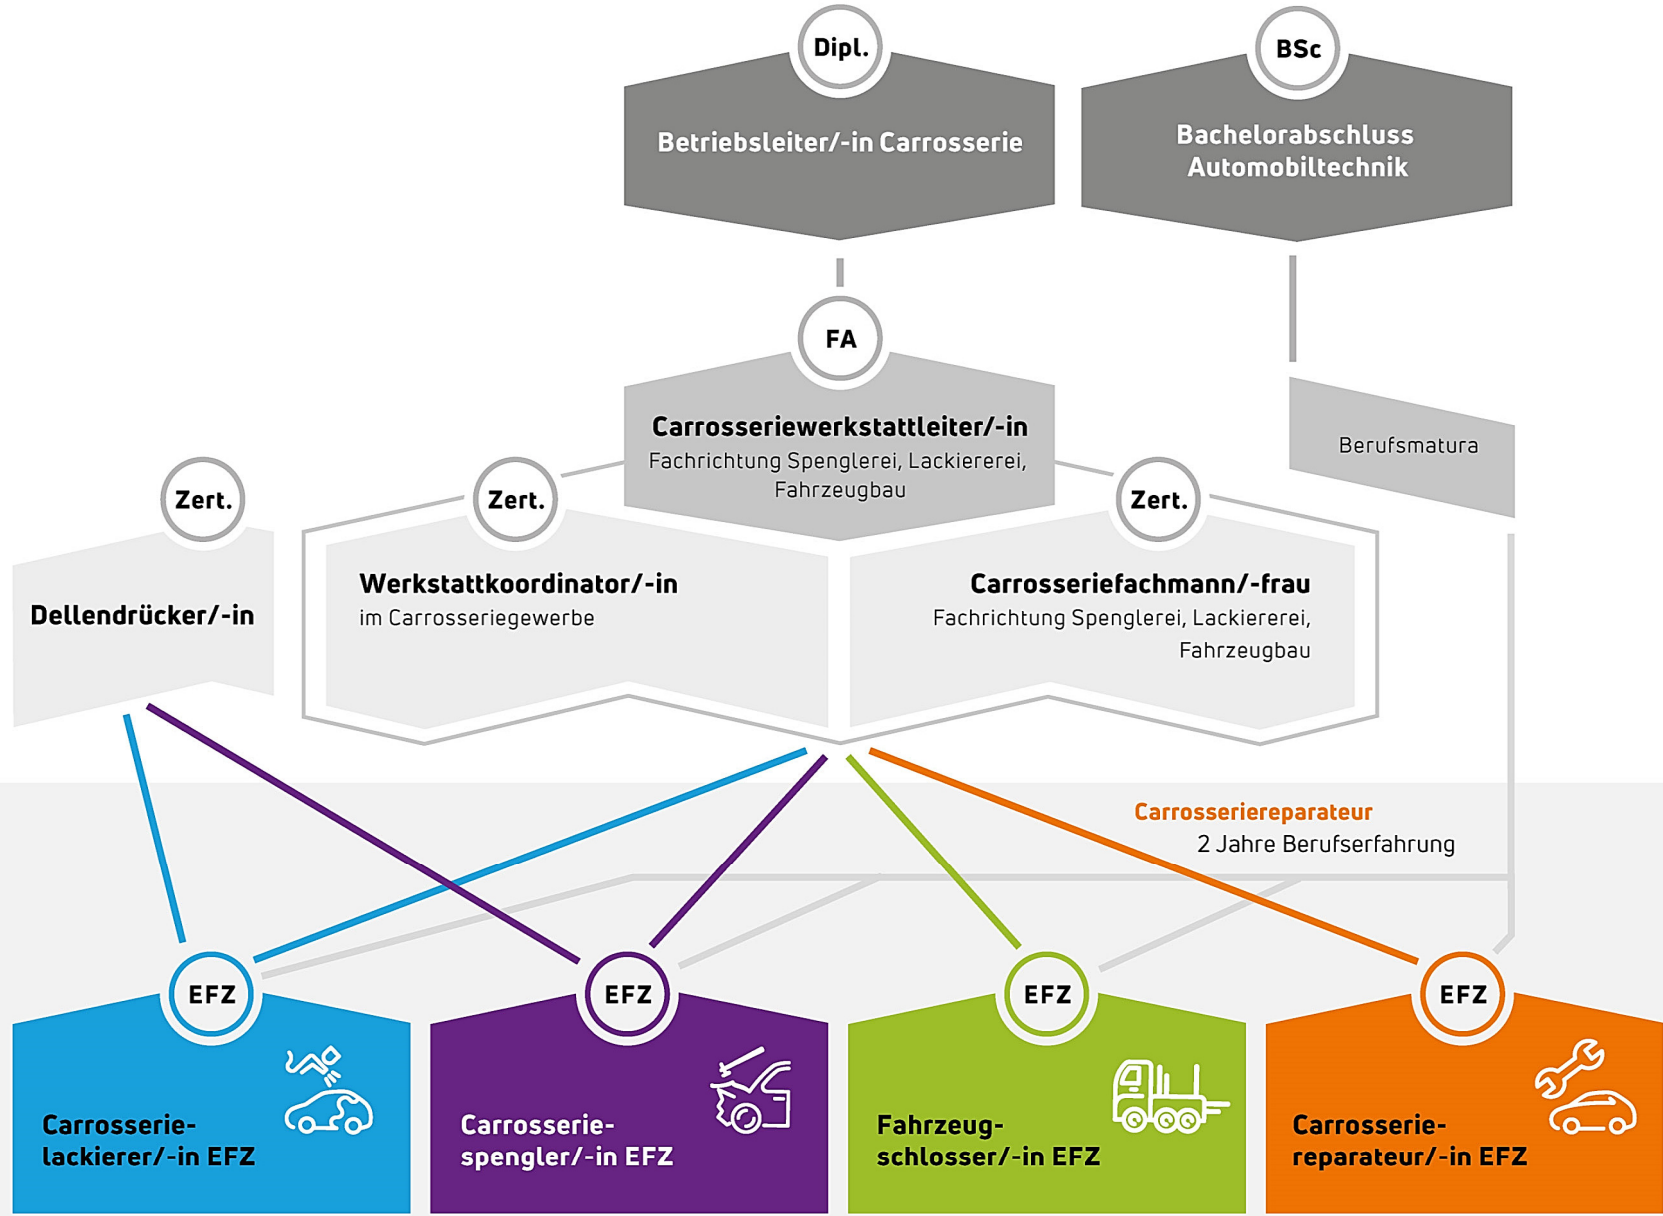 Dipl.
Betriebsleiter/-in Carrosserie
BSc
Bachelorabschluss
Automobiltechnik
FA
Carrosseriewerkstattleiter/-in
Fachrichtung Spenglerei, Lackiererei,
Fahrzeugbau
Berufsmatura
Zert.
Dellendrücker/-in
Zert.
Werkstattkoordinator/-in
im Carrosseriegewerbe
Zert.
Carrosseriefachmann/-frau
Fachrichtung Spenglerei, Lackiererei,
Fahrzeugbau
Carrosseriereparateur
2 Jahre Berufserfahrung
EFZ
Carrosserie-
lackierer/-in EFZ
EFZ
Carrosserie-
spengler/-in EFZ
EFZ
Fahrzeug-
schlosser/-in EFZ
EFZ
Carrosserie-
reparateur/-in EFZ